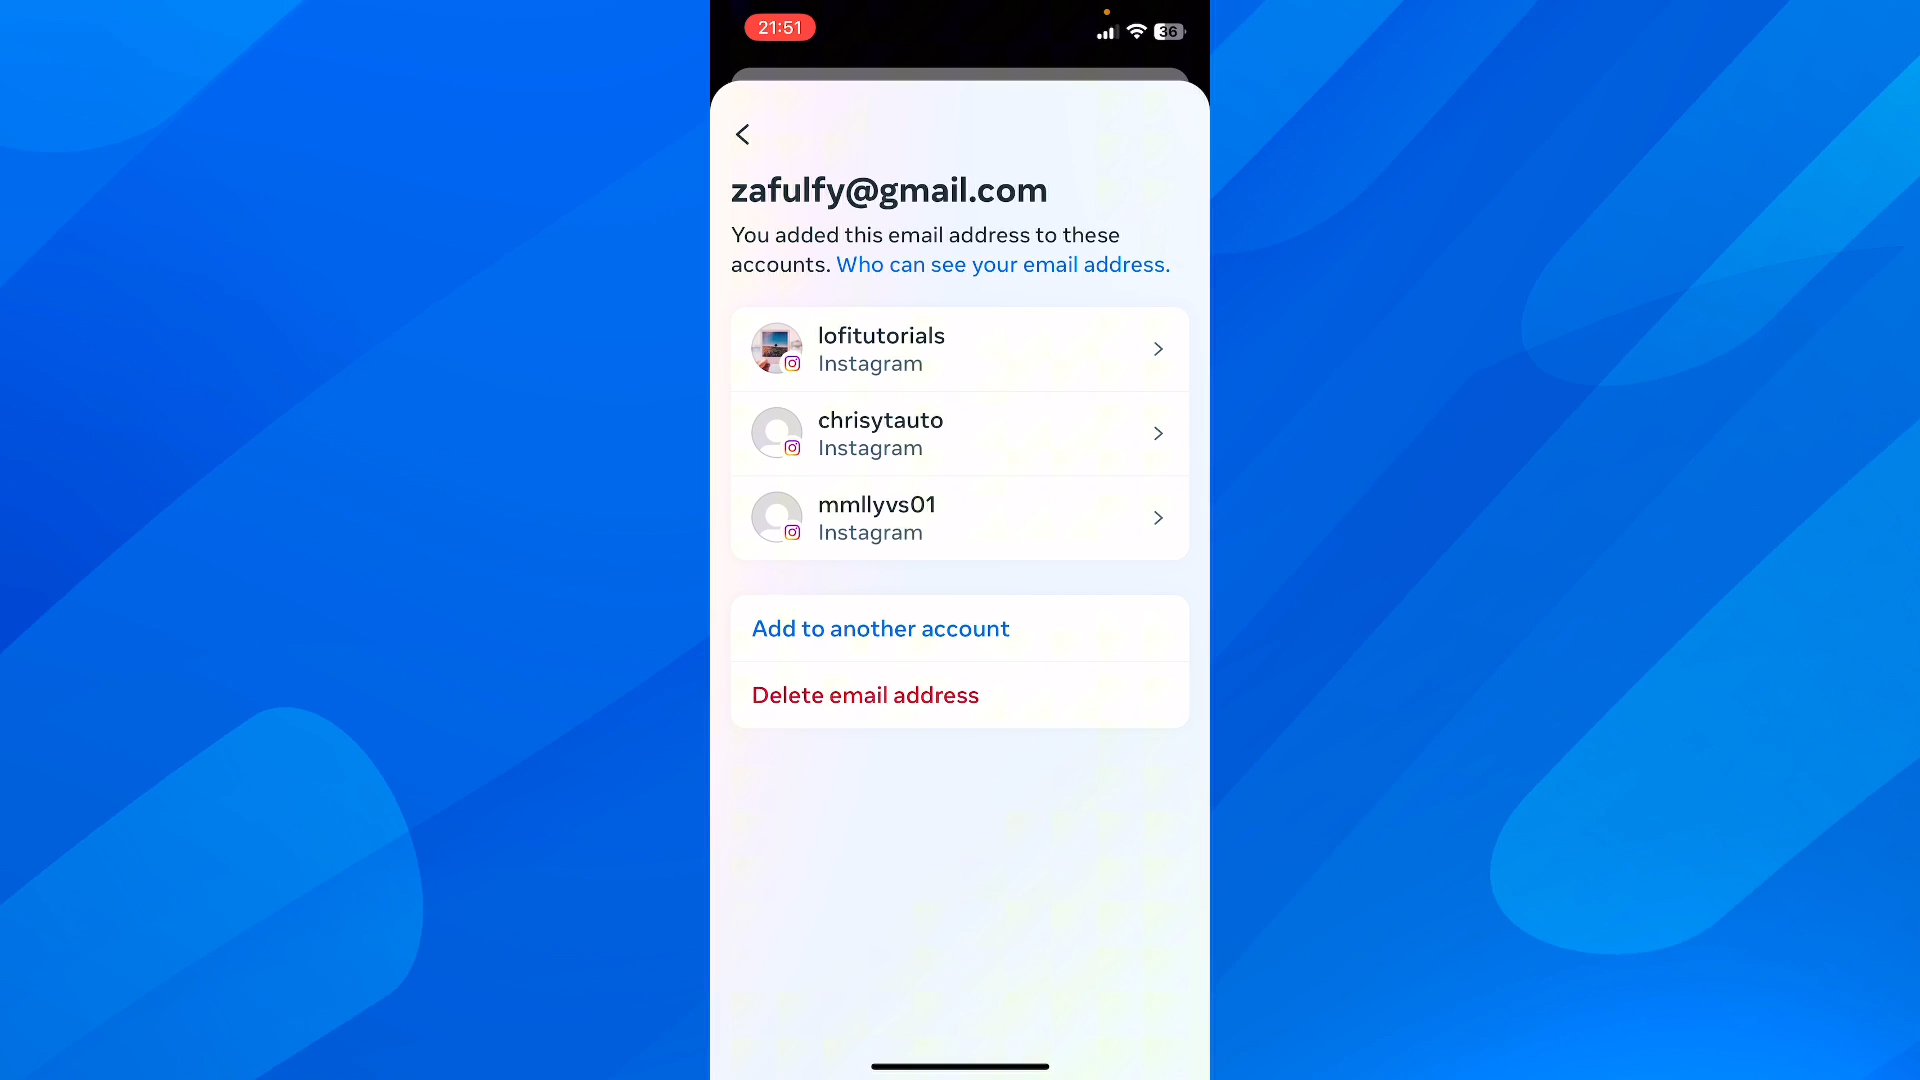 21:51
36
zafulfy@gmail.com
You added this email address to these
accounts. Who can see your email address.
lofitutorials
Instagram
chrisytauto
Instagram
mmllyvs01
Instagram
Add to another account
Delete email address